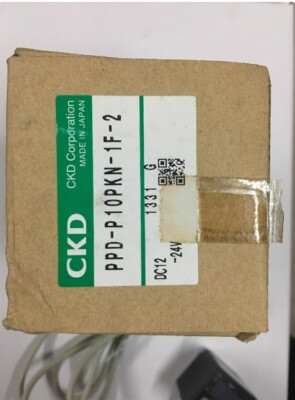 CKD
CKD Corporation
MADE IN JAPAN
PPD-P10PKN-1F-2
1331 G
DC12
-24V